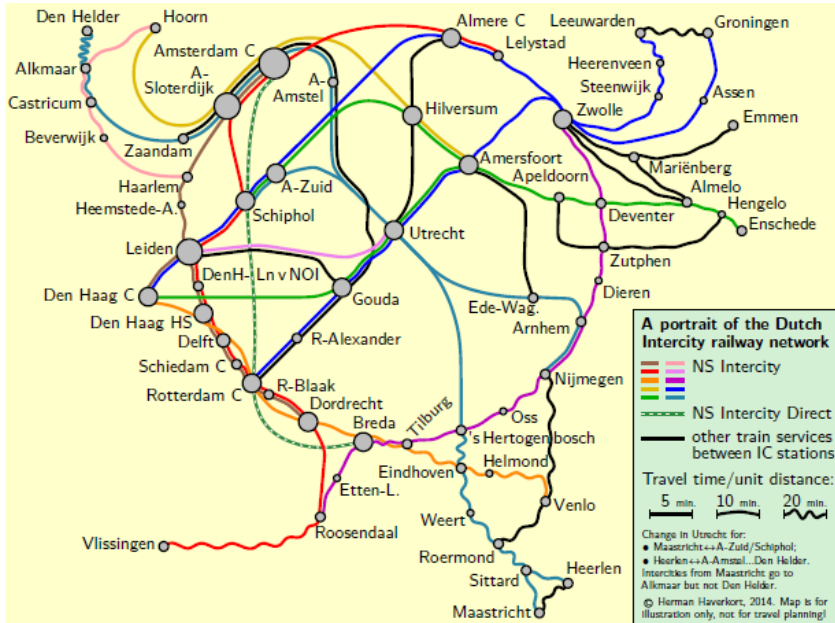 Den Helder
Hoorn
Amsterdam C
A-
Sloterdijk
Alkmaar
Castricum
Beverwijk
Zaandam
A-
Amstel
Almere C
Lelystad
Leeuwarden
Groningen
Heerenveen
Steenwijk
Assen
Zwolle
Emmen
Hilversum
Haarlem
Heemstede-A.
A-Zuid
Schiphol
Amersfoort
Apeldoorn
Mariënberg
Almelo
Hengelo
Enschede
Deventer
Leiden
Utrecht
Zutphen
DenH- Ln v NOI
Den Haag C
Gouda
Dieren
Den Haag HS
Ede-Wag.
Arnhem
Delft
R-Alexander
Schiedam C
Rotterdam C
R-Blaak
Nijmegen
Dordrecht
Breda
Tilburg
Oss
's Hertogenbosch
Eindhoven
Helmond
Etten-L.
Venlo
Weert
Roosendaal
Vlissingen
Roermond
Sittard
Heerlen
Maastricht
A portrait of the Dutch
Intercity railway network
NS Intercity
NS Intercity Direct
other train services
between IC stations
Travel time/unit distance:
5 min. 10 min. 20 min.
Change in Utrecht for:
● Maastricht↔A-Zuid/Schiphol;
● Heerlen↔A-Amstel...Den Helder.
Intercities from Maastricht go to
Alkmaar but not Den Helder.
© Herman Haverkort, 2014. Map is for
illustration only, not for travel planning!